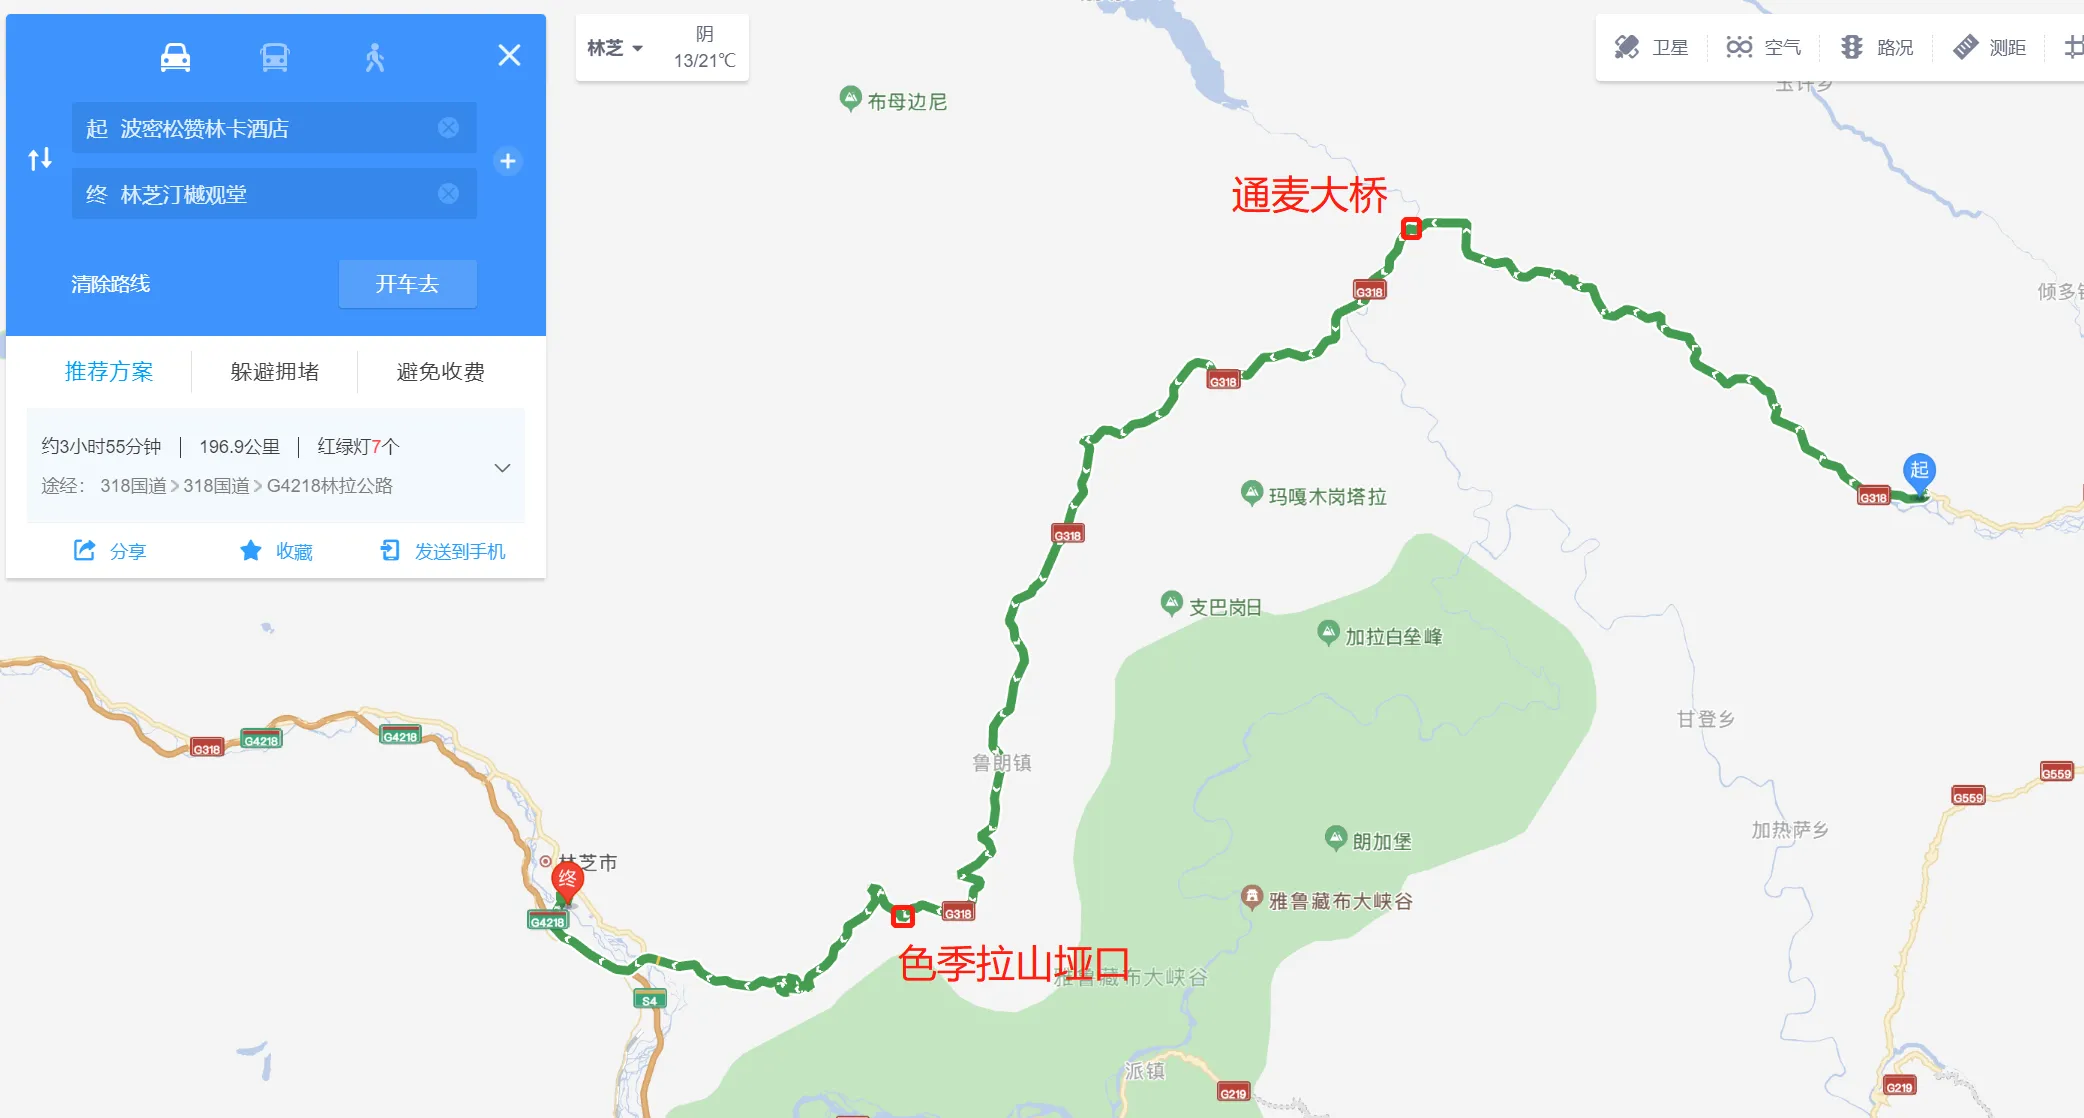 林芝
阴
13/21℃
卫星
空气
路况
测距
起 波密松赞林卡酒店
终 林芝汀樾观堂
清除路线
开车去
推荐方案
躲避拥堵
避免收费
约3小时55分钟 | 196.9公里 | 红绿灯7个
途经: 318国道>318国道>G4218林拉公路
分享
收藏
发送到手机
布母边尼
玉许乡
通麦大桥
倾多镇
G318
G318
起
G318
G318
玛嘎木岗塔拉
G318
支巴岗日
加拉白垒峰
甘登乡
G318
G4218
G4218
鲁朗镇
G559
G559
加热萨乡
朗加堡
林芝市
终
雅鲁藏布大峡谷
G4218
G318
色季拉山垭口
雅鲁藏布大峡谷
S4
派镇
G219
G219